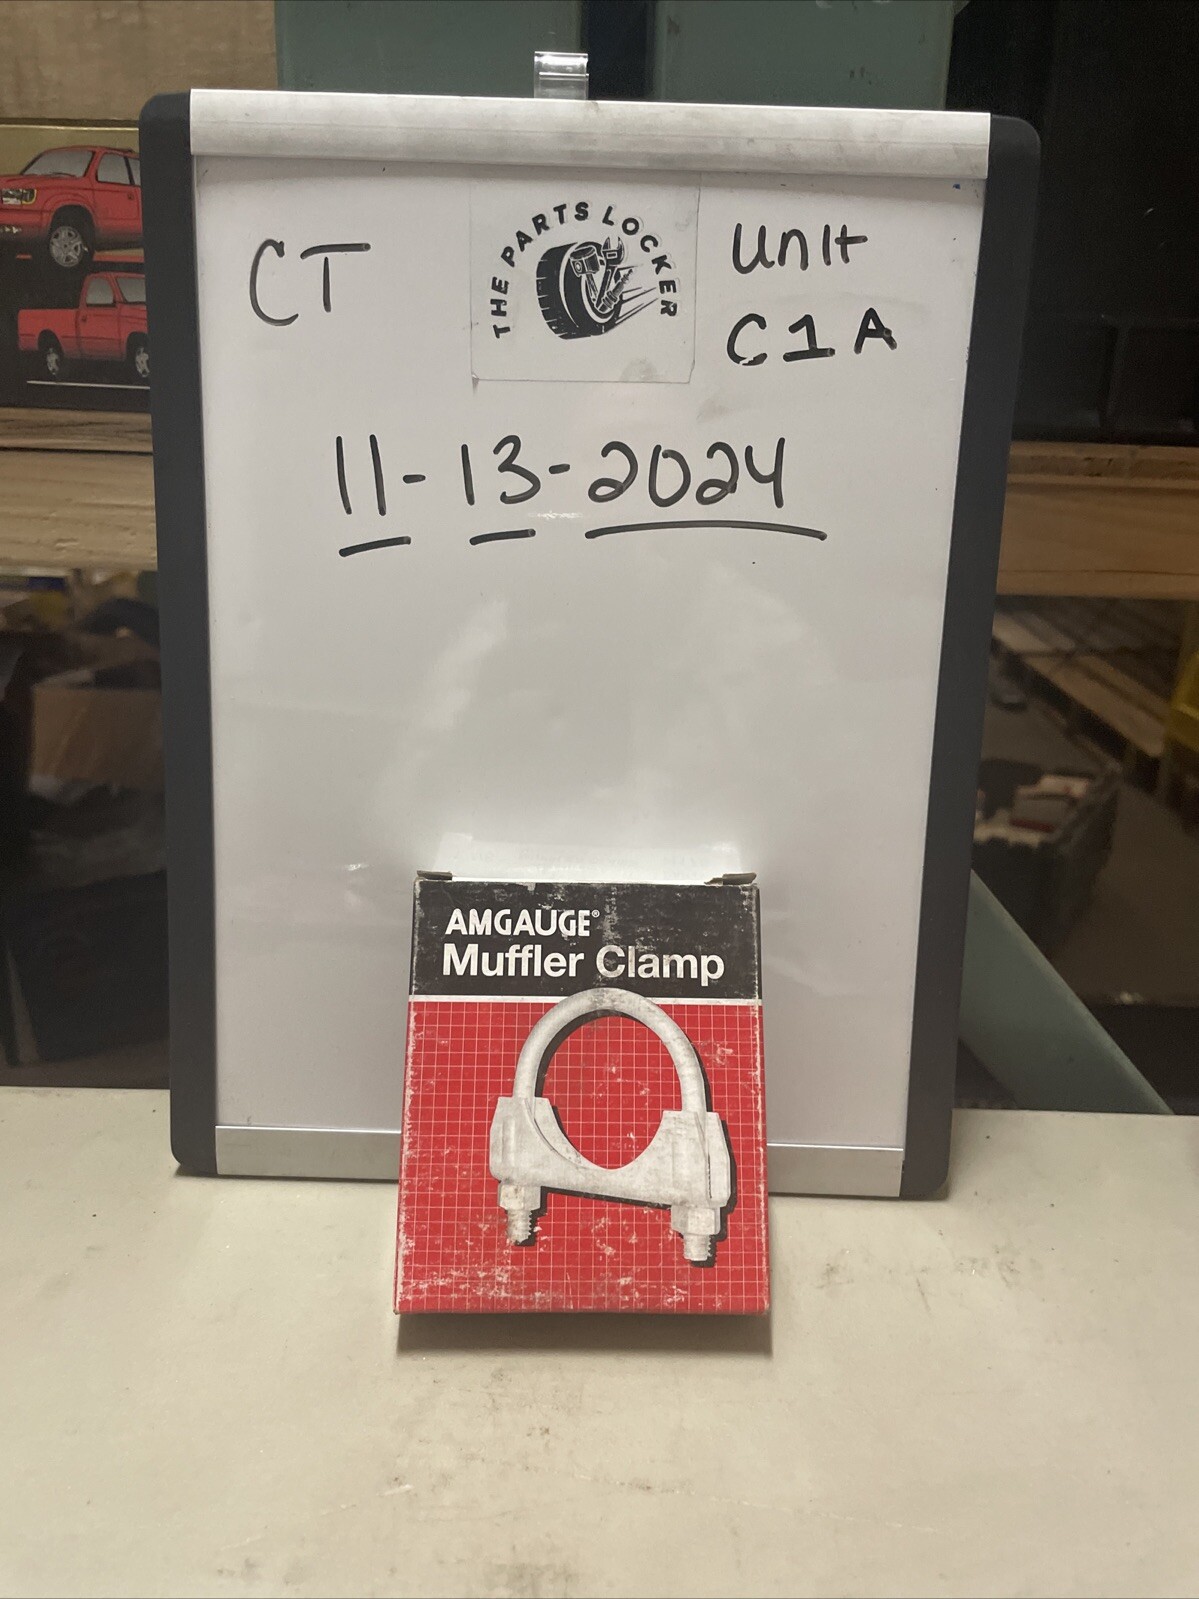 CT
THE PARTS LOCKER
Unit
C1A
11-13-2024
AMGAUGE®
Muffler Clamp